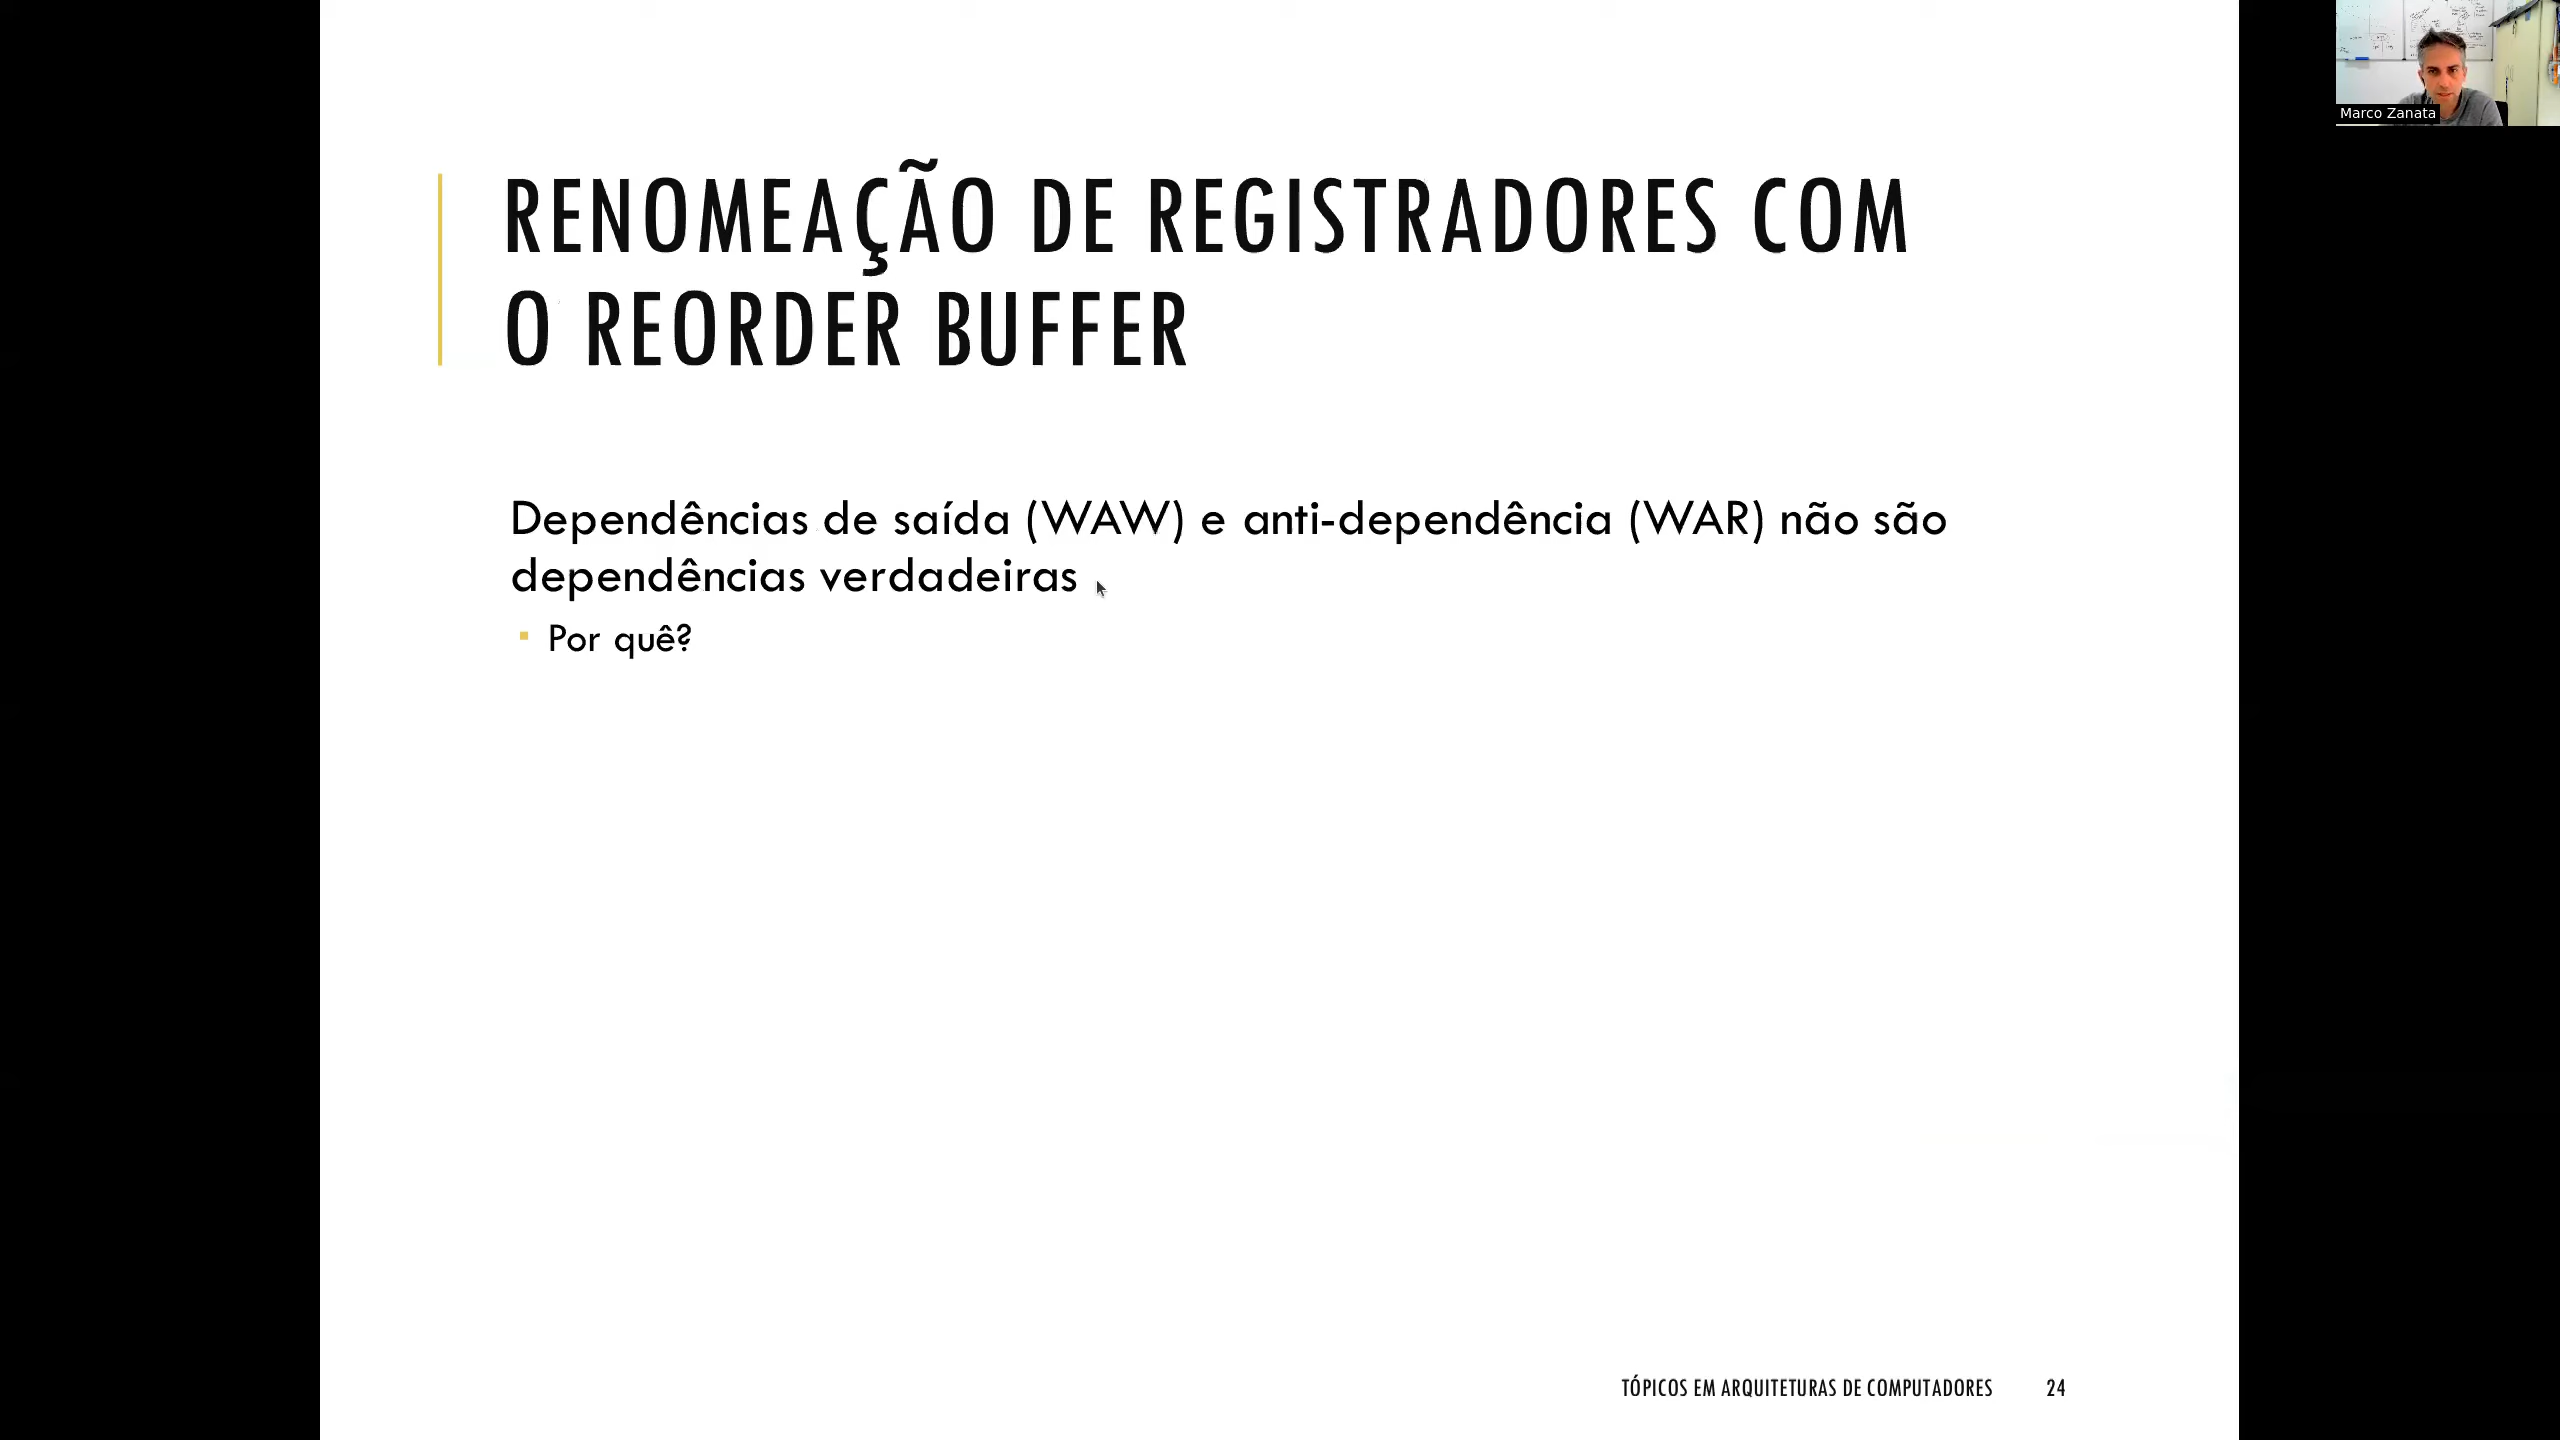 Marco Zanata
RENOMEAÇÃO DE REGISTRADORES COM
O REORDER BUFFER
Dependências de saída (WAW) e anti-dependência (WAR) não são
dependências verdadeiras
Por quê?
TÓPICOS EM ARQUITETURAS DE COMPUTADORES 24